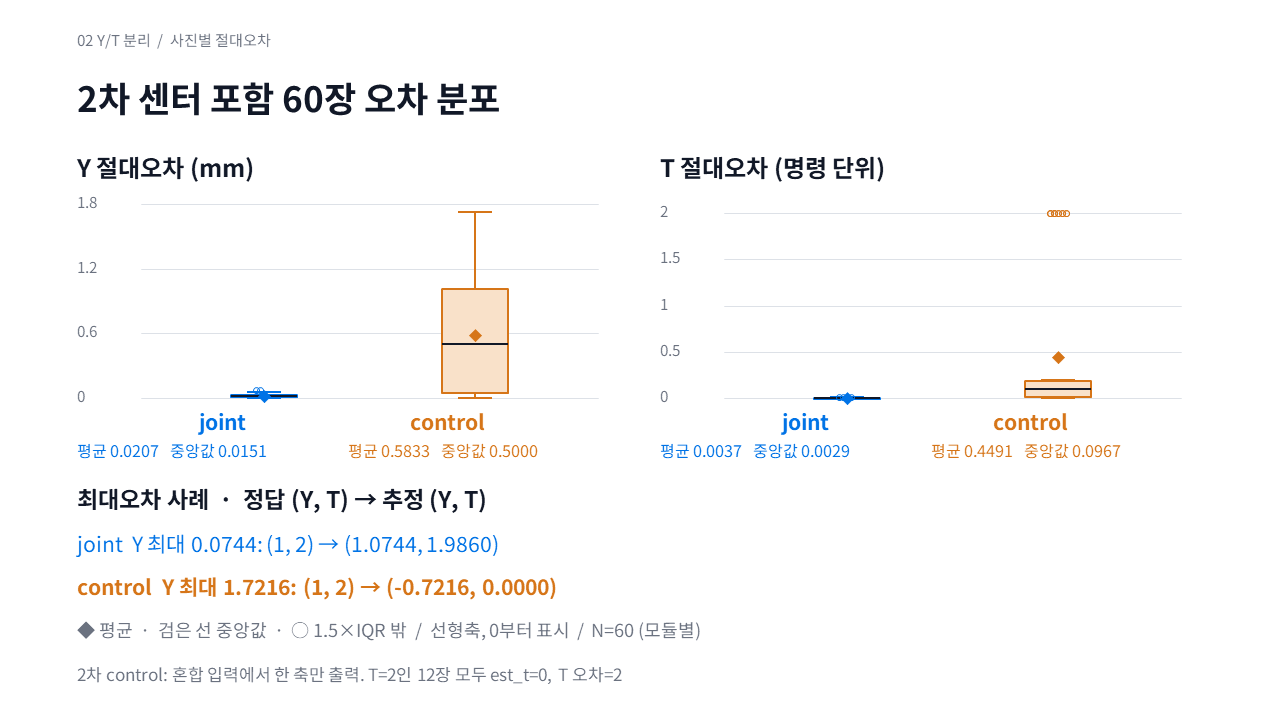 02 Y/T 분리 / 사진별 절대오차
2차 센터 포함 60장 오차 분포
Y 절대오차 (mm)
1.8
1.2
0.6
0
joint
control
평균 0.0207 중앙값 0.0151
평균 0.5833 중앙값 0.5000
T 절대오차 (명령 단위)
2
1.5
1
0.5
0
joint
control
평균 0.0037 중앙값 0.0029
평균 0.4491 중앙값 0.0967
최대오차 사례 · 정답 (Y, T) → 추정 (Y, T)
joint Y 최대 0.0744: (1, 2) → (1.0744, 1.9860)
control Y 최대 1.7216: (1, 2) → (-0.7216, 0.0000)
◆ 평균 · 검은 선 중앙값 · ○ 1.5×IQR 밖 / 선형축, 0부터 표시 / N=60 (모듈별)
2차 control: 혼합 입력에서 한 축만 출력. T=2인 12장 모두 est_t=0, T 오차=2